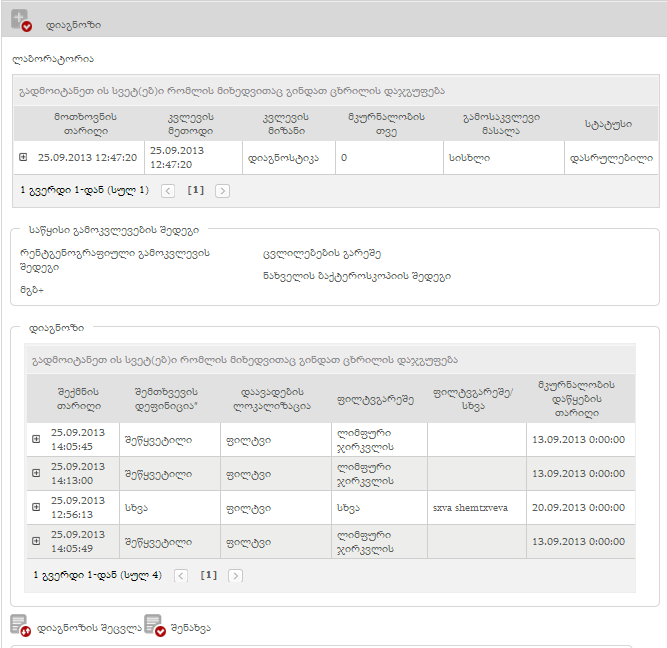 დიაგნოზი
ლაბორატორია
გადმოიტანეთ ის სვეტ(ებ)ი რომლის მიხედვითაც გინდათ ცხრილის დაჯგუფება
მოთხოვნის თარიღი კვლევის მეთოდი კვლევის მიზანი მკურნალობის თვე გამოსაკვლევი მასალა სტატუსი
25.09.2013 12:47:20 25.09.2013 12:47:20 დიაგნოსტიკა 0 სისხლი დასრულებილი
1 გვერდი 1-დან (სულ 1) < [1] >
საწყისი გამოკვლევების შედეგი
რენტგენოგრაფიული გამოკვლევის შედეგი ცვლილებების გარეშე
ნახველის ბაქტეროსკოპიის შედეგი
მგბ+
დიაგნოზი
გადმოიტანეთ ის სვეტ(ებ)ი რომლის მიხედვითაც გინდათ ცხრილის დაჯგუფება
შექმნის თარიღი შემთხვევის დეფინიცია* დაავადების ლოკალიზაცია ფილტვგარეშე ფილტვგარეშე/სხვა მკურნალობის დაწყების თარიღი
25.09.2013 14:05:45 შეწყვეტილი ფილტვი ლიმფური ჯირკვლის 13.09.2013 0:00:00
25.09.2013 14:13:00 შეწყვეტილი ფილტვი ლიმფური ჯირკვლის 13.09.2013 0:00:00
25.09.2013 12:56:13 სხვა ფილტვი სხვა sxva shemtxveva 20.09.2013 0:00:00
25.09.2013 14:05:49 შეწყვეტილი ფილტვი ლიმფური ჯირკვლის 13.09.2013 0:00:00
1 გვერდი 1-დან (სულ 4) < [1] >
დიაგნოზის შეცვლა შენახვა